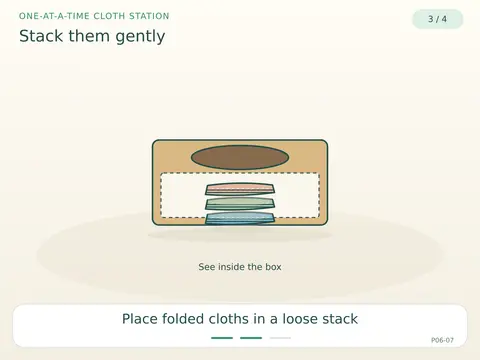 ONE-AT-A-TIME CLOTH STATION
3 / 4
Stack them gently
See inside the box
Place folded cloths in a loose stack
P06-07